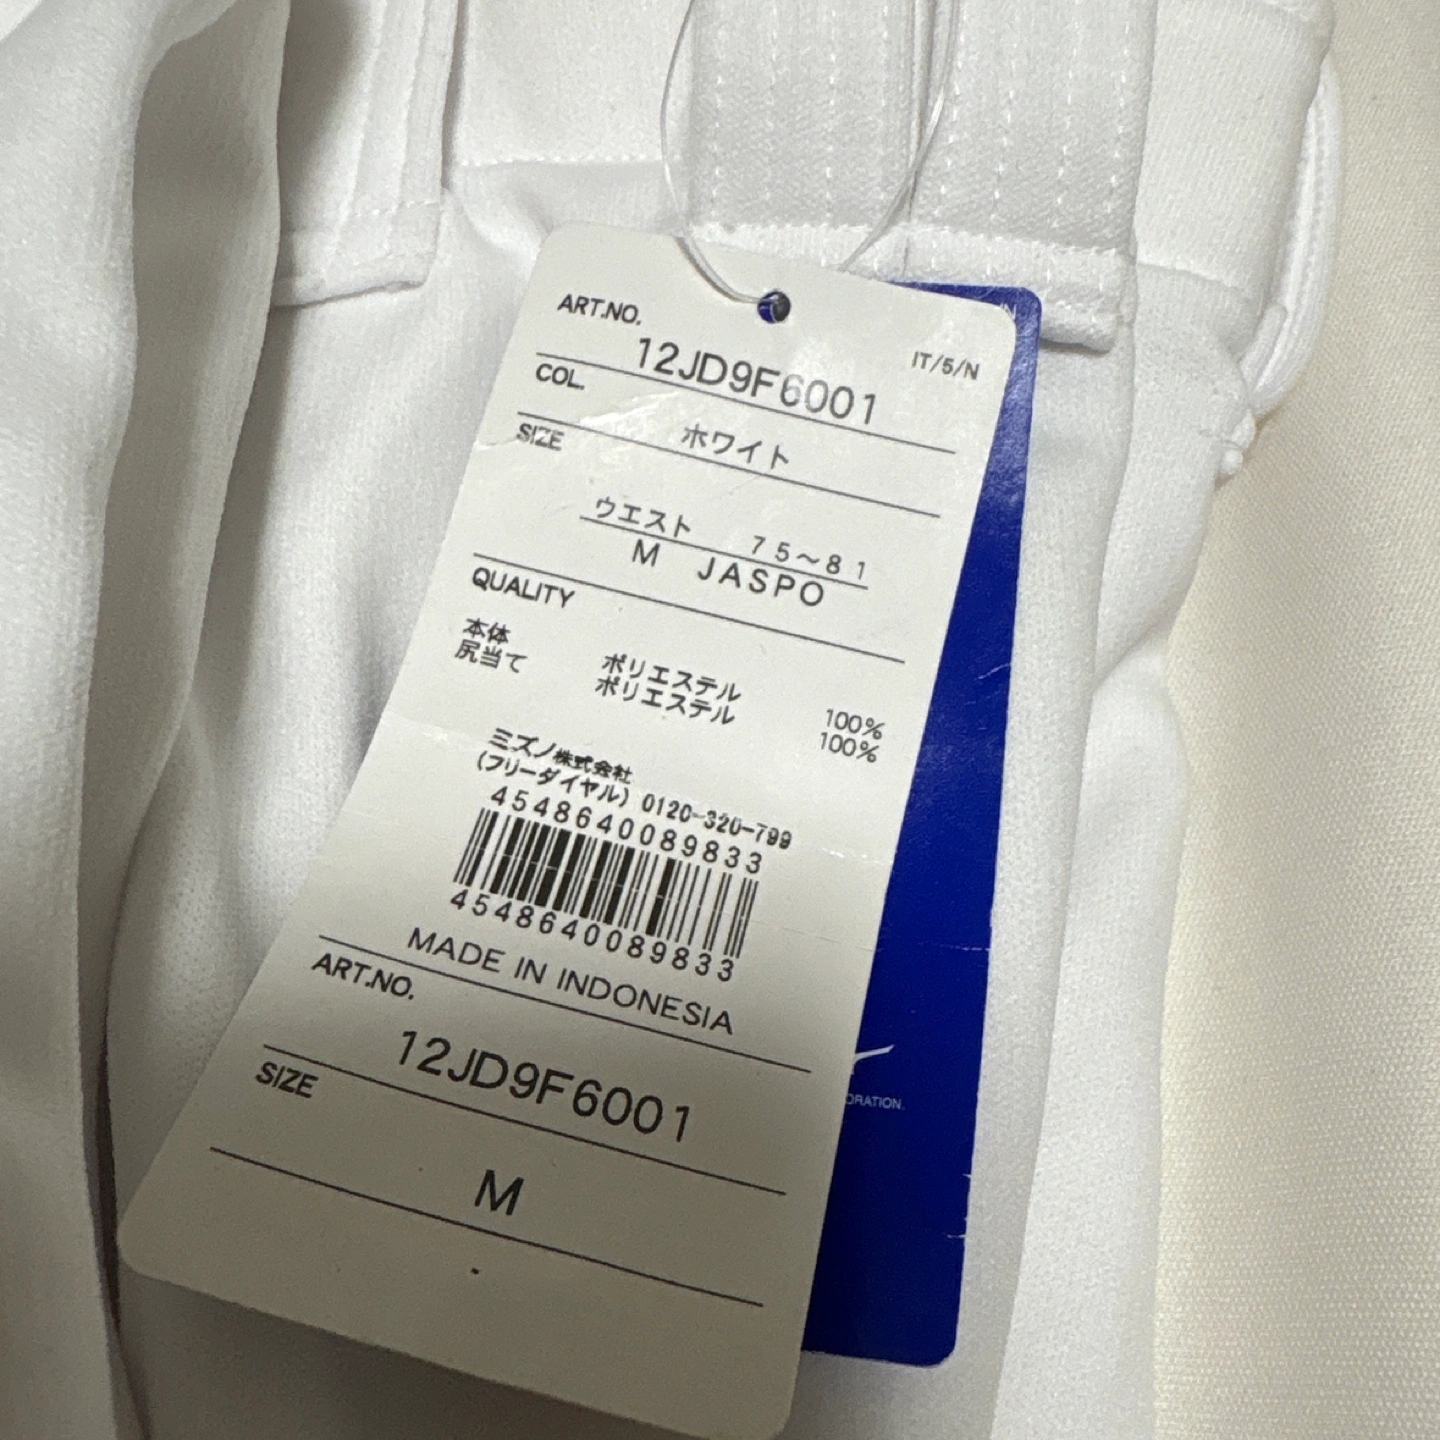 ART.NO.
12JD9F6001
IT/5/N
COL.
ホワイト
SIZE
ウエスト 75~81
M JASPO
QUALITY
本体 ポリエステル 100%
尻当て ポリエステル 100%
ミズノ株式会社
(フリーダイヤル) 0120-320-799
4548640089833
4548640089833
MADE IN INDONESIA
ART.NO.
12JD9F6001
SIZE
M
ORATION.